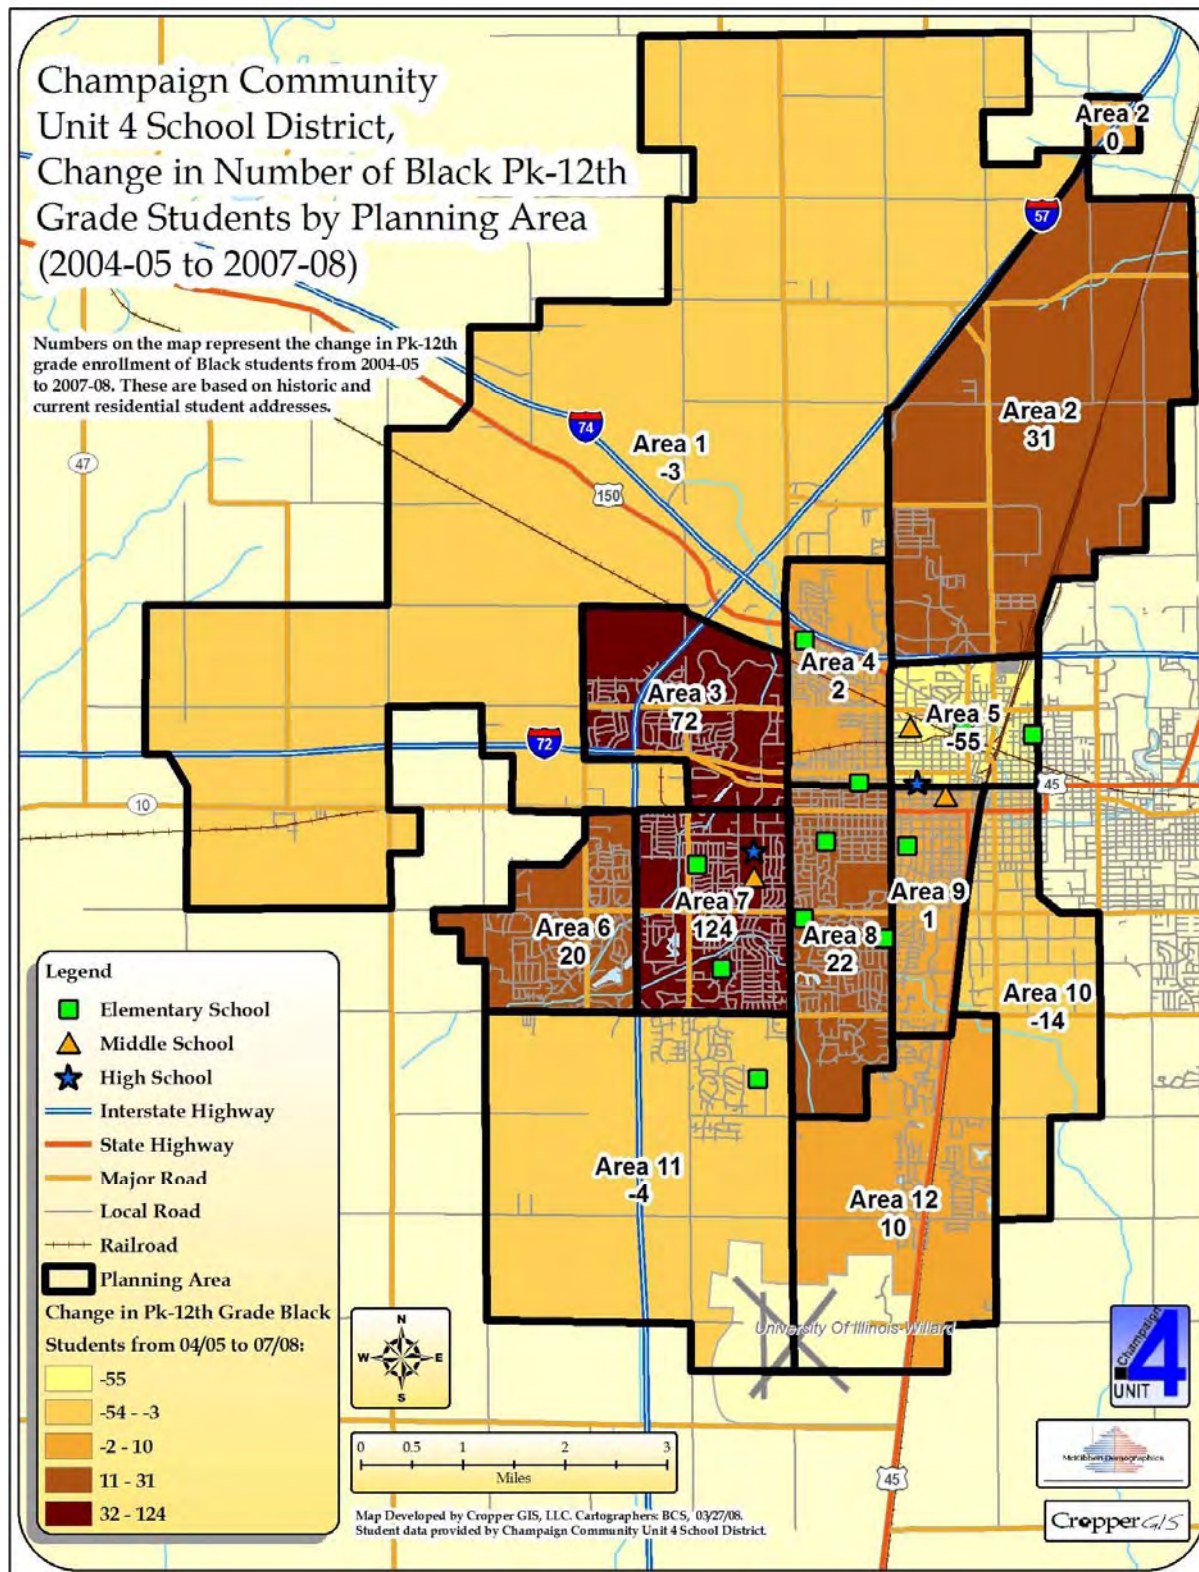 Champaign Community
Unit 4 School District,
Change in Number of Black Pk-12th
Grade Students by Planning Area
(2004-05 to 2007-08)
Numbers on the map represent the change in Pk-12th
grade enrollment of Black students from 2004-05
to 2007-08. These are based on historic and
current residential student addresses.
Area 2
0
57
Area 2
31
74
Area 1
-3
47
150
Area 4
2
Area 3
72
Area 5
-55
72
10
45
Area 7
124
Area 9
1
Area 6
20
Area 8
22
Area 10
-14
Area 11
-4
Area 12
10
University Of Illinois-Willard
45
Legend
Elementary School
Middle School
High School
Interstate Highway
State Highway
Major Road
Local Road
Railroad
Planning Area
Change in Pk-12th Grade Black
Students from 04/05 to 07/08:
-55
-54 - -3
-2 - 10
11 - 31
32 - 124
N
W E
S
0 0.5 1 2 3
Miles
Map Developed by Cropper GIS, LLC. Cartographers: BCS, 03/27/08.
Student data provided by Champaign Community Unit 4 School District.
Champaign
UNIT 4
McKibben Demographics
Cropper GIS